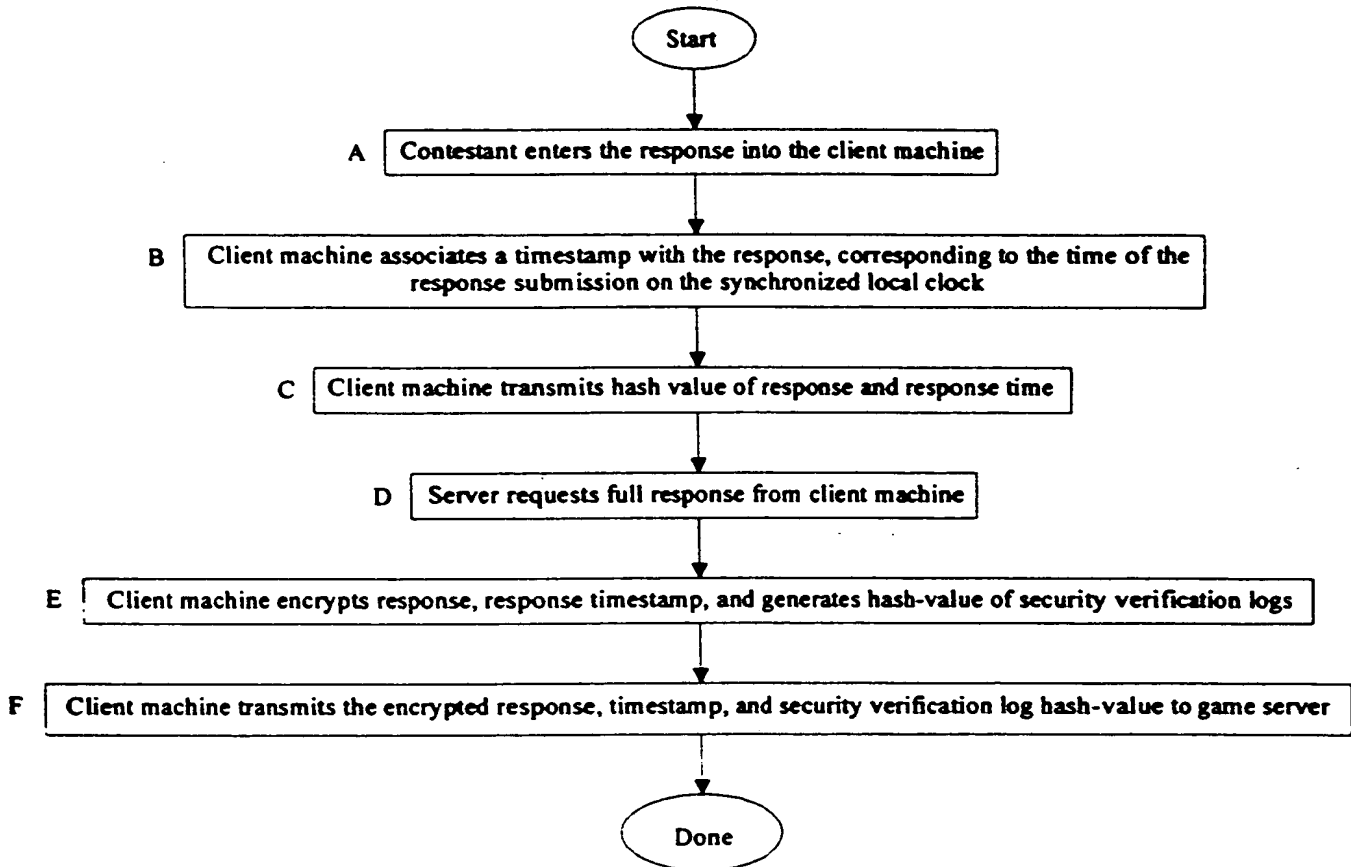 Start
A Contestant enters the response into the client machine
B Client machine associates a timestamp with the response, corresponding to the time of the
response submission on the synchronized local clock
C Client machine transmits hash value of response and response time
D Server requests full response from client machine
E Client machine encrypts response, response timestamp, and generates hash-value of security verification logs
F Client machine transmits the encrypted response, timestamp, and security verification log hash-value to game server
Done